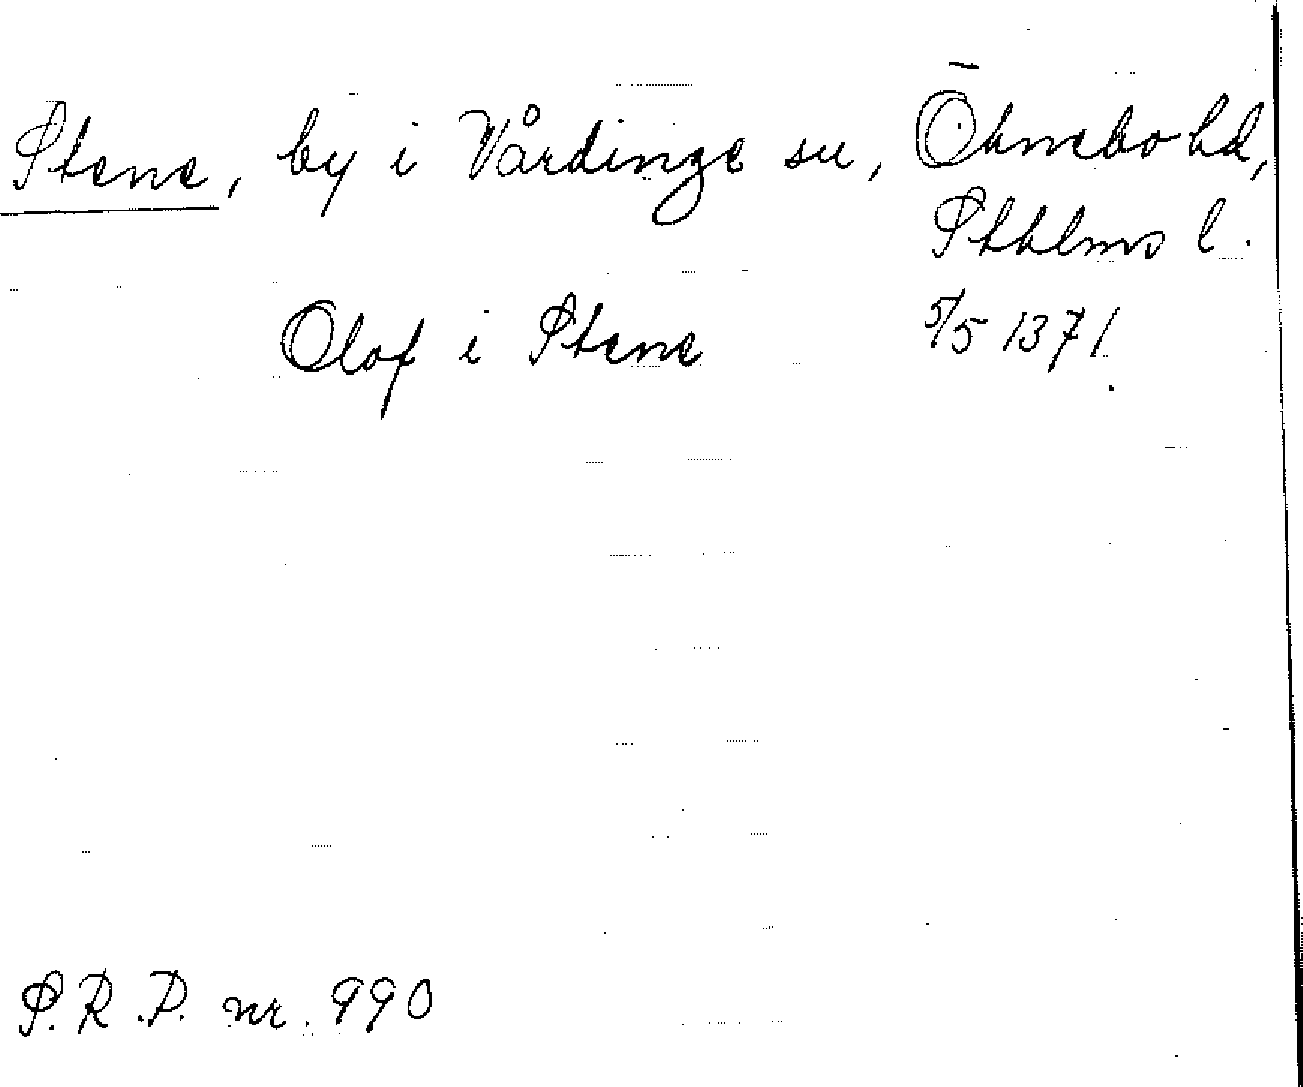 Stene, by i Vårdinge sn, Öknebo hd,
Sthlms l.
Olof i Stene 5/5 1371.
S.R.P. nr. 990